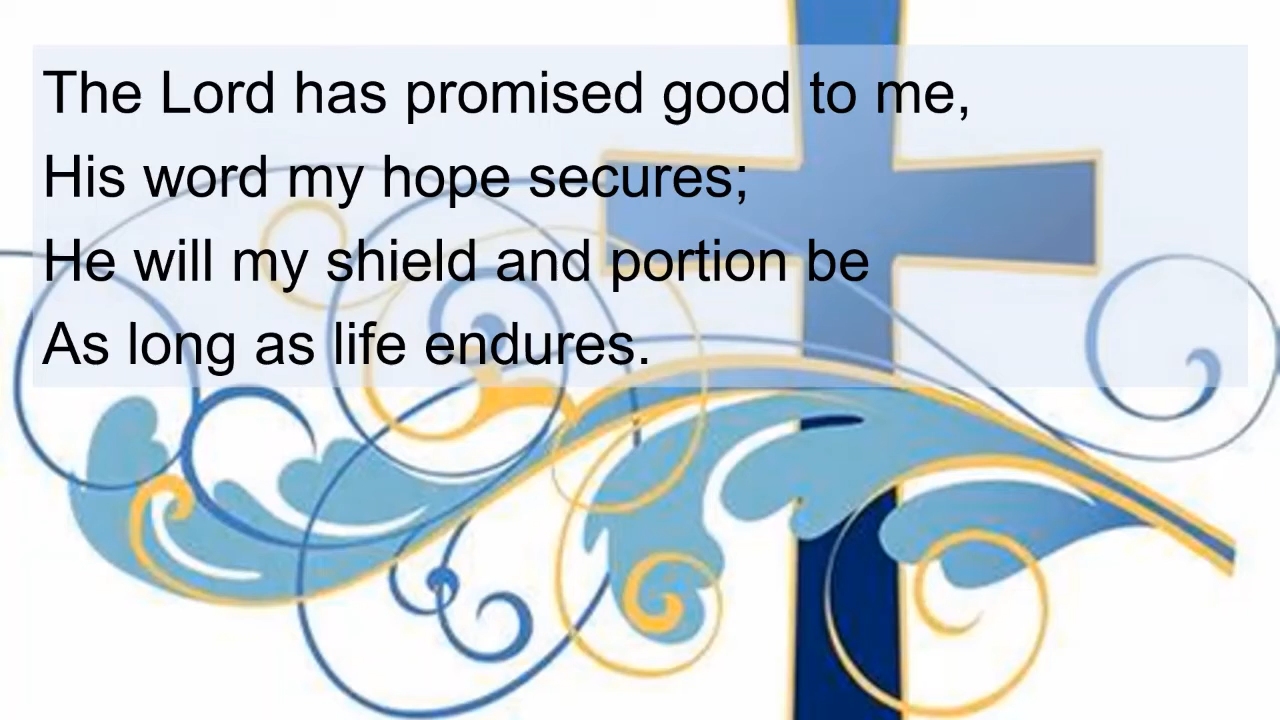 The Lord has promised good to me,
His word my hope secures;
He will my shield and portion be
As long as life endures.